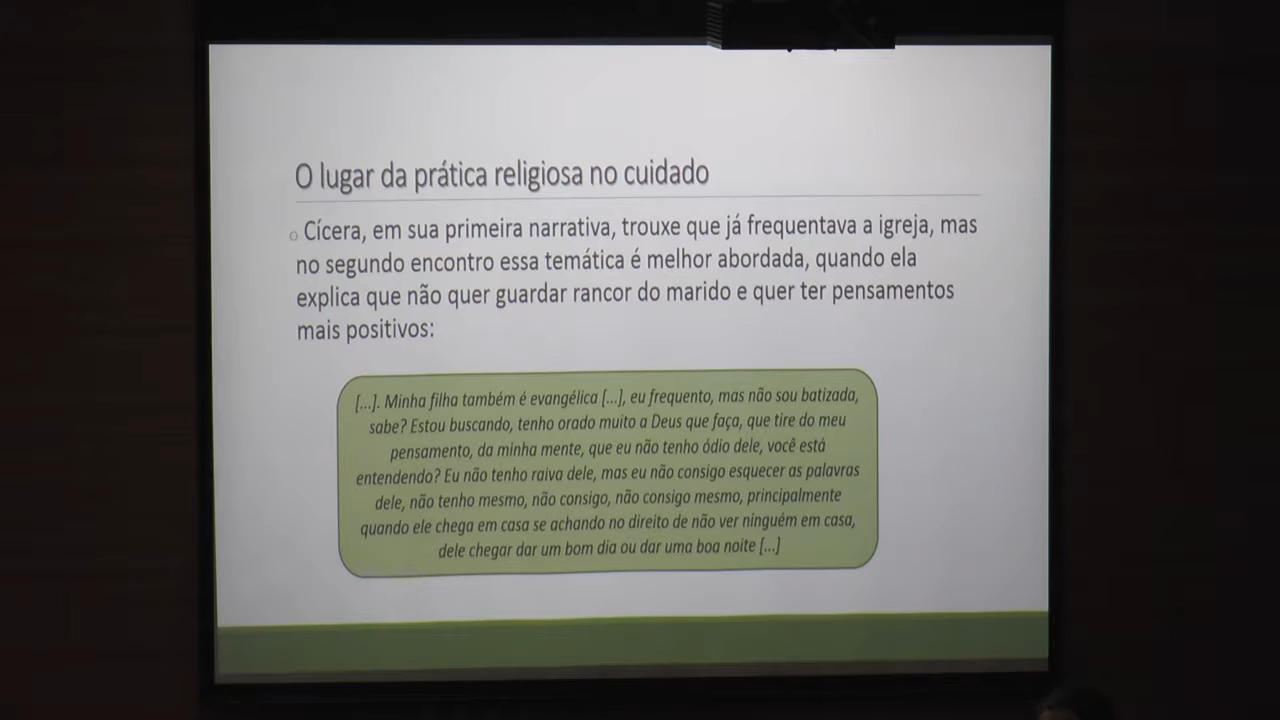 O lugar da prática religiosa no cuidado
o Cícera, em sua primeira narrativa, trouxe que já frequentava a igreja, mas
no segundo encontro essa temática é melhor abordada, quando ela
explica que não quer guardar rancor do marido e quer ter pensamentos
mais positivos:
[...]. Minha filha também é evangélica [...], eu frequento, mas não sou batizada,
sabe? Estou buscando, tenho orado muito a Deus que faça, que tire do meu
pensamento, da minha mente, que eu não tenho ódio dele, você está
entendendo? Eu não tenho raiva dele, mas eu não consigo esquecer as palavras
dele, não tenho mesmo, não consigo, não consigo mesmo, principalmente
quando ele chega em casa se achando no direito de não ver ninguém em casa,
dele chegar dar um bom dia ou dar uma boa noite [...]